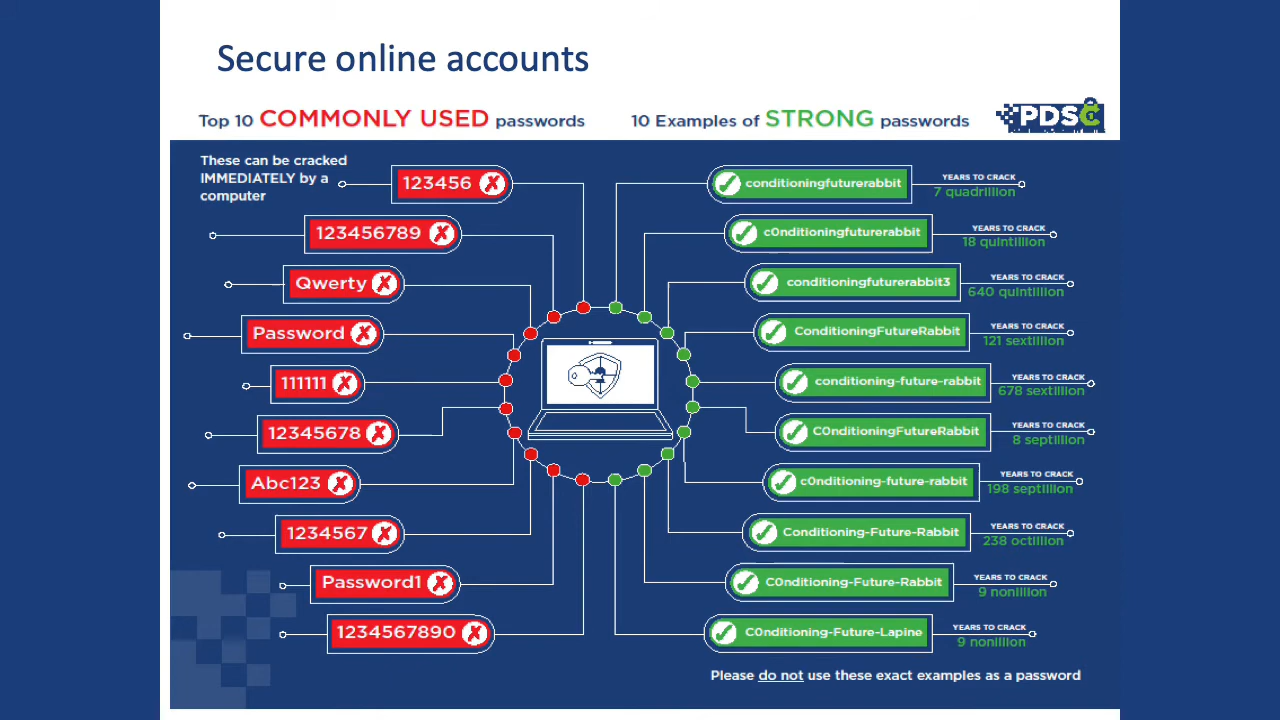 Secure online accounts
Top 10 COMMONLY USED passwords
10 Examples of STRONG passwords
PDSC
These can be cracked
IMMEDIATELY by a
computer
123456
123456789
Qwerty
Password
111111
12345678
Abc123
1234567
Password1
1234567890
conditioningfuturerabbit
YEARS TO CRACK
7 quadrillion
c0nditioningfuturerabbit
YEARS TO CRACK
18 quintillion
conditioningfuturerabbit3
YEARS TO CRACK
640 quintillion
ConditioningFutureRabbit
YEARS TO CRACK
121 sextillion
conditioning-future-rabbit
YEARS TO CRACK
678 sextillion
C0nditioningFutureRabbit
YEARS TO CRACK
8 septillion
c0nditioning-future-rabbit
YEARS TO CRACK
198 septillion
Conditioning-Future-Rabbit
YEARS TO CRACK
238 octillion
C0nditioning-Future-Rabbit
YEARS TO CRACK
9 nonillion
C0nditioning-Future-Lapine
YEARS TO CRACK
9 nonillion
Please do not use these exact examples as a password